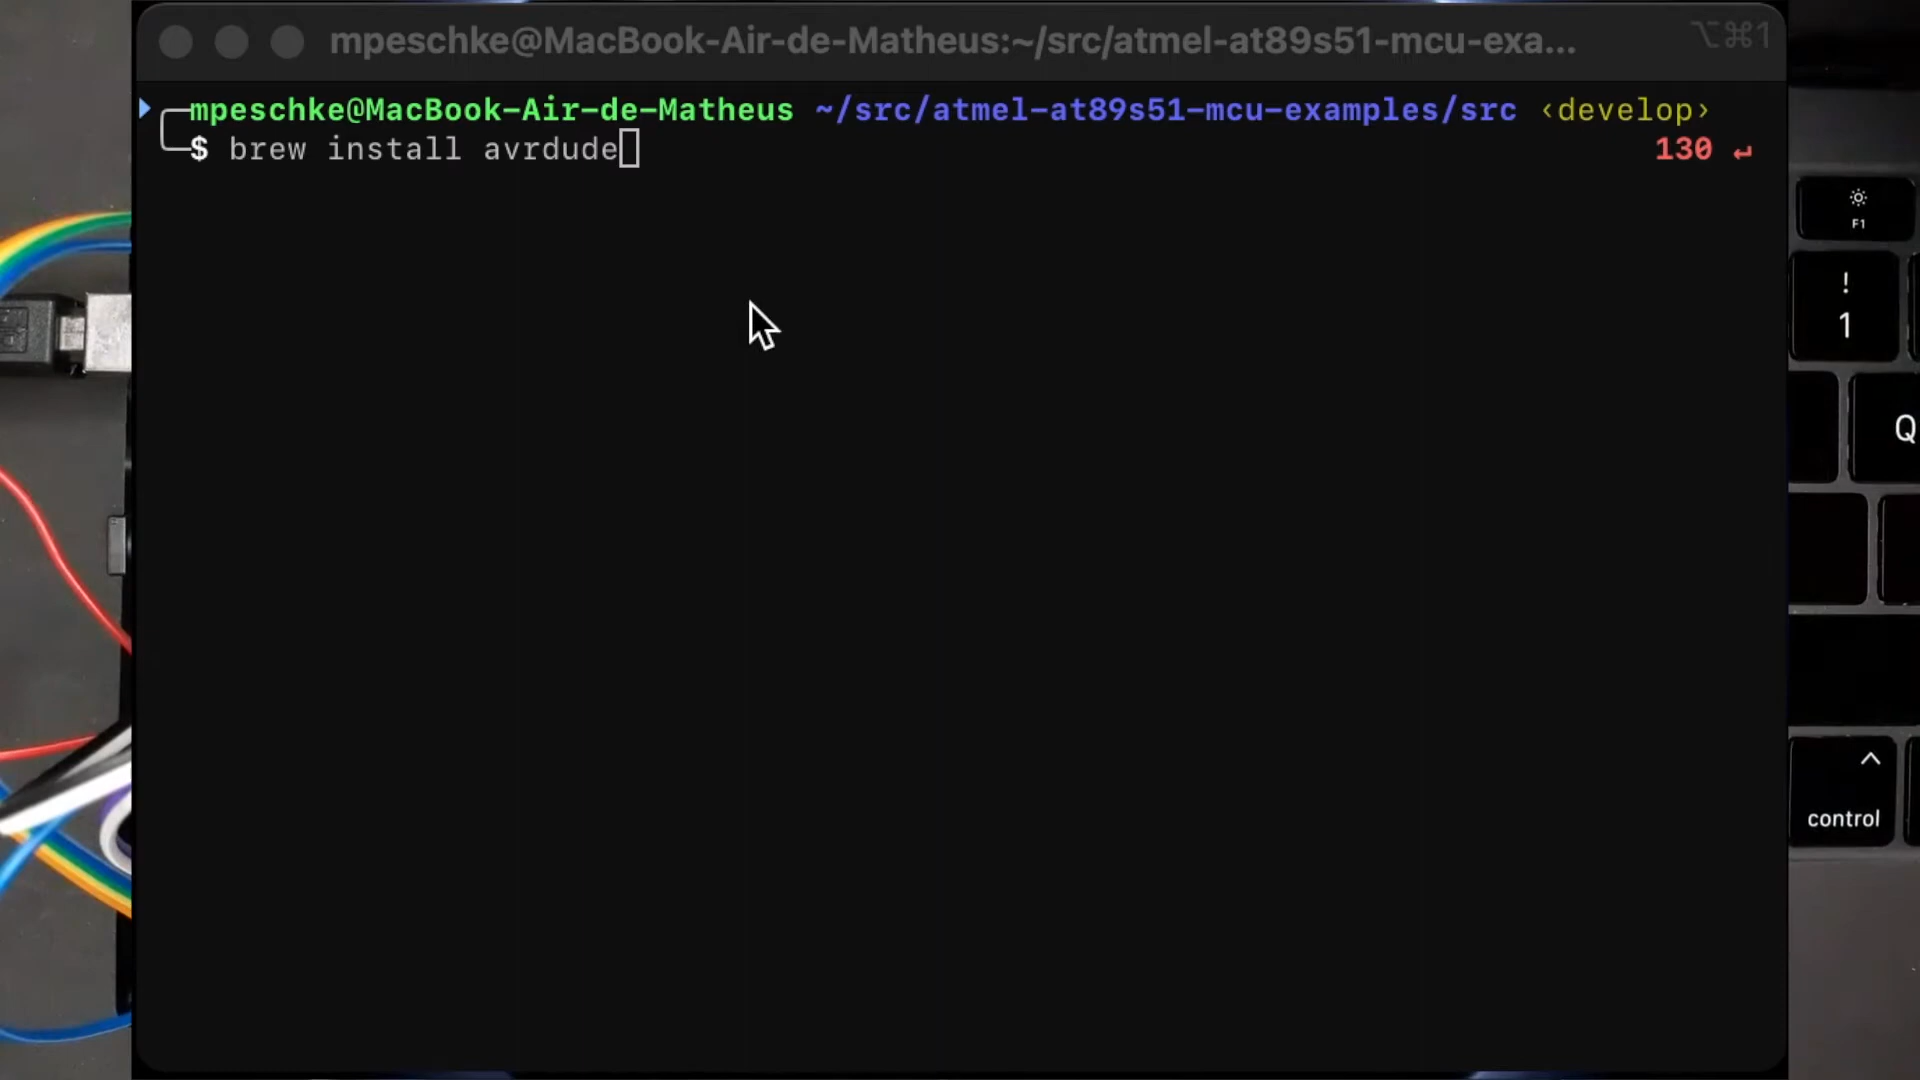 mpeschke@MacBook-Air-de-Matheus:~/src/atmel-at89s51-mcu-exa... ⌥⌘1
mpeschke@MacBook-Air-de-Matheus ~/src/atmel-at89s51-mcu-examples/src ‹develop›
$ brew install avrdude 130 ↵
F1
!
1
Q
^
control